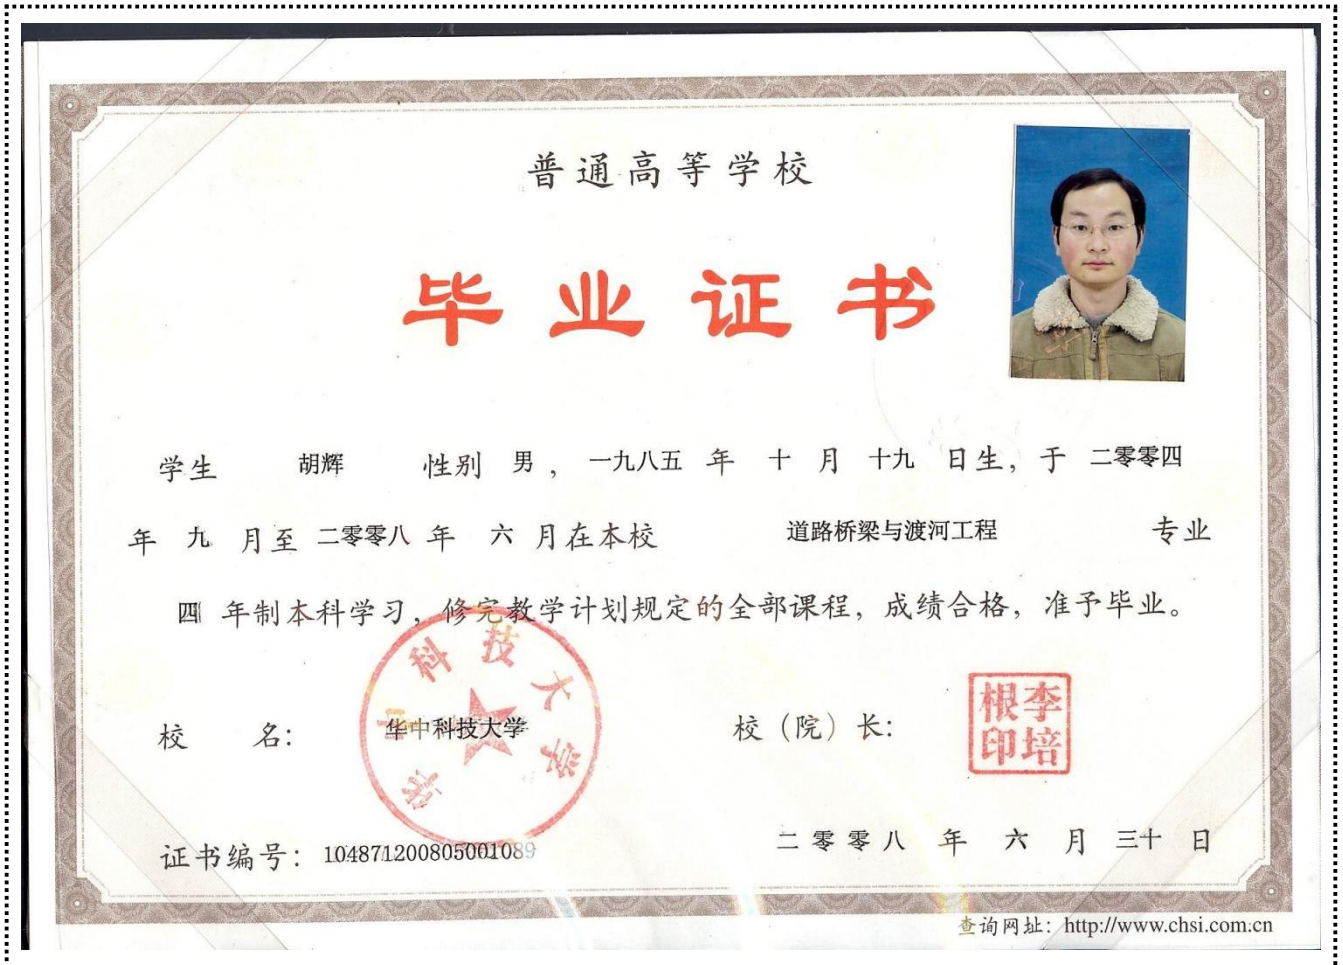 普通高等学校
毕业证书
学生 胡辉 性别 男，一九八五 年 十 月 十九 日生，于 二零零四
年 九 月至 二零零八 年 六 月在本校 道路桥梁与渡河工程 专业
四 年制本科学习，修完教学计划规定的全部课程，成绩合格，准予毕业。
科技大学
校 名： 华中科技大学 校（院）长：
李培根印
证书编号：104871200805001089 二零零八 年 六 月 三十 日
查询网址：http://www.chsi.com.cn